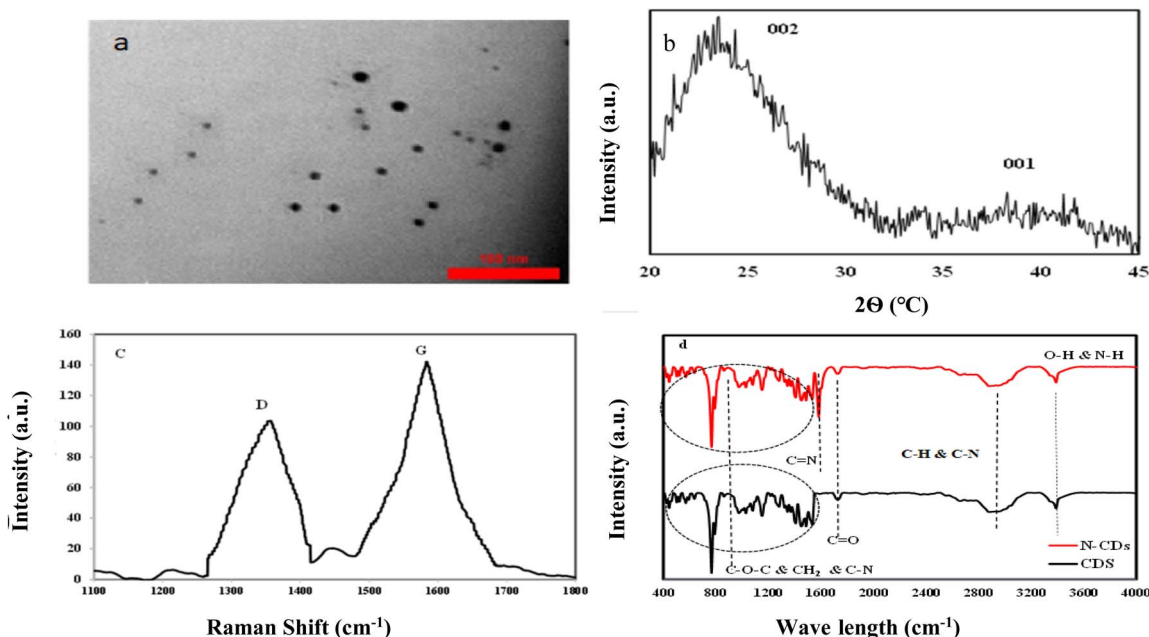 a
100 nm
b
002
001
Intensity (a.u.)
20 25 30 35 40 45
2Θ (°C)
C
D
G
Intensity (a.u.)
160
140
120
100
80
60
40
20
0
1100 1200 1300 1400 1500 1600 1700 1800
Raman Shift (cm⁻¹)
d
O-H & N-H
C=N
C-H & C-N
C=O
C-O-C & CH₂ & C-N
N-CDs
CDS
Intensity (a.u.)
400 800 1200 1600 2000 2400 2800 3200 3600 4000
Wave length (cm⁻¹)